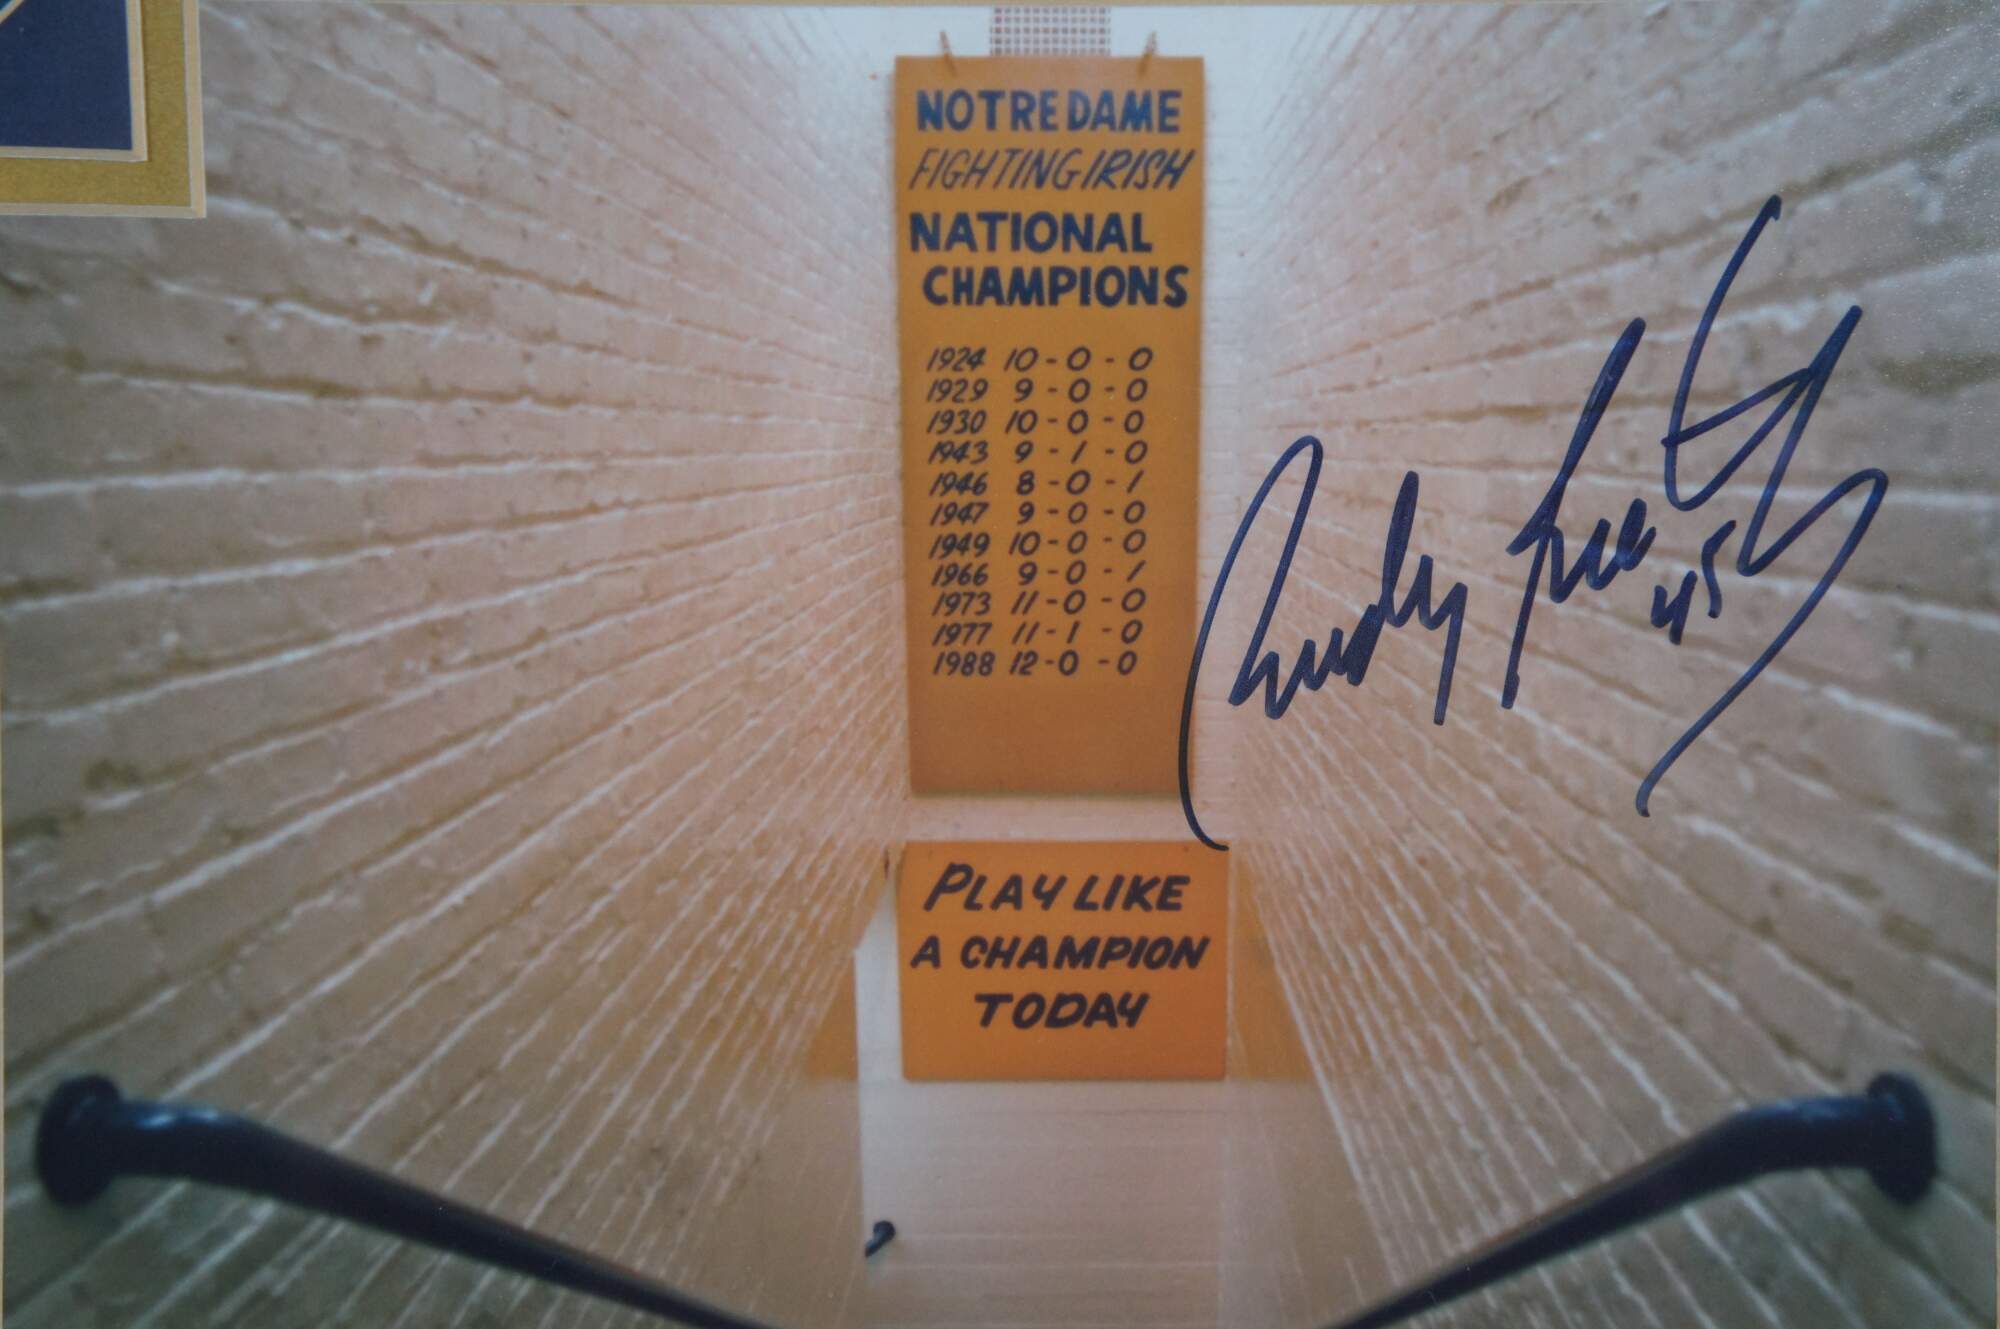 NOTRE DAME
FIGHTING IRISH
NATIONAL
CHAMPIONS
1924 10-0-0
1929 9-0-0
1930 10-0-0
1943 9-1-0
1946 8-0-1
1947 9-0-0
1949 10-0-0
1966 9-0-1
1973 11-0-0
1977 11-1-0
1988 12-0-0
PLAY LIKE
A CHAMPION
TODAY
Rudy
45